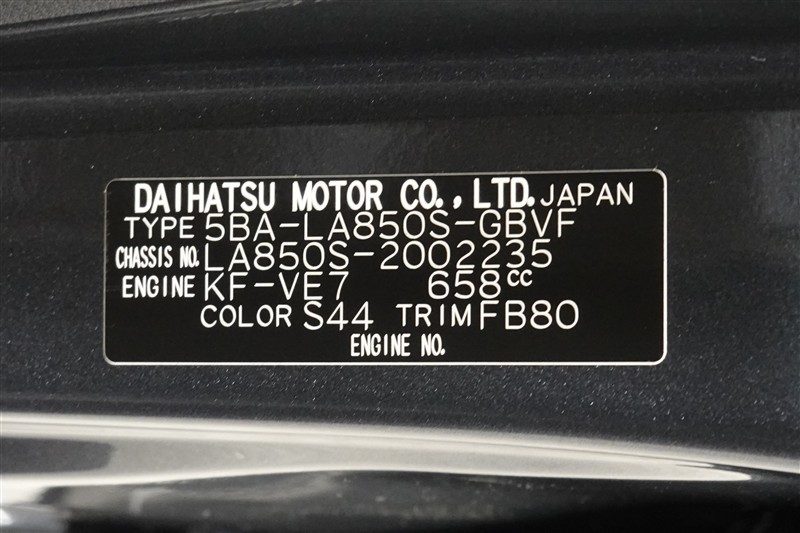 DAIHATSU MOTOR CO., LTD. JAPAN
TYPE 5BA-LA850S-GBVF
CHASSIS NO. LA850S-2002235
ENGINE KF-VE7 658cc
COLOR S44 TRIM FB80
ENGINE NO.